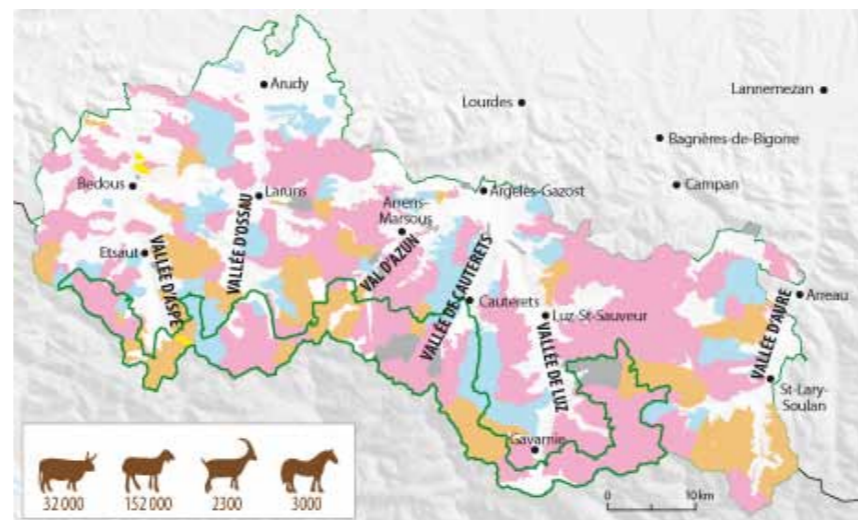 Arudy
Lourdes
Lannemezan
Bagnères-de-Bigorre
Bedous
Laruns
Argelès-Gazost
Campan
Arrens-
Marsous
Etsaut
VALLÉE D'ASPE
VALLÉE D'OSSAU
VAL D'AZUN
VALLÉE DE CAUTERETS
Cauterets
Luz-St-Sauveur
VALLÉE DE LUZ
VALLÉE D'AURE
Arreau
St-Lary-
Soulan
Gavarnie
32 000
152 000
2300
3000
0
10 km